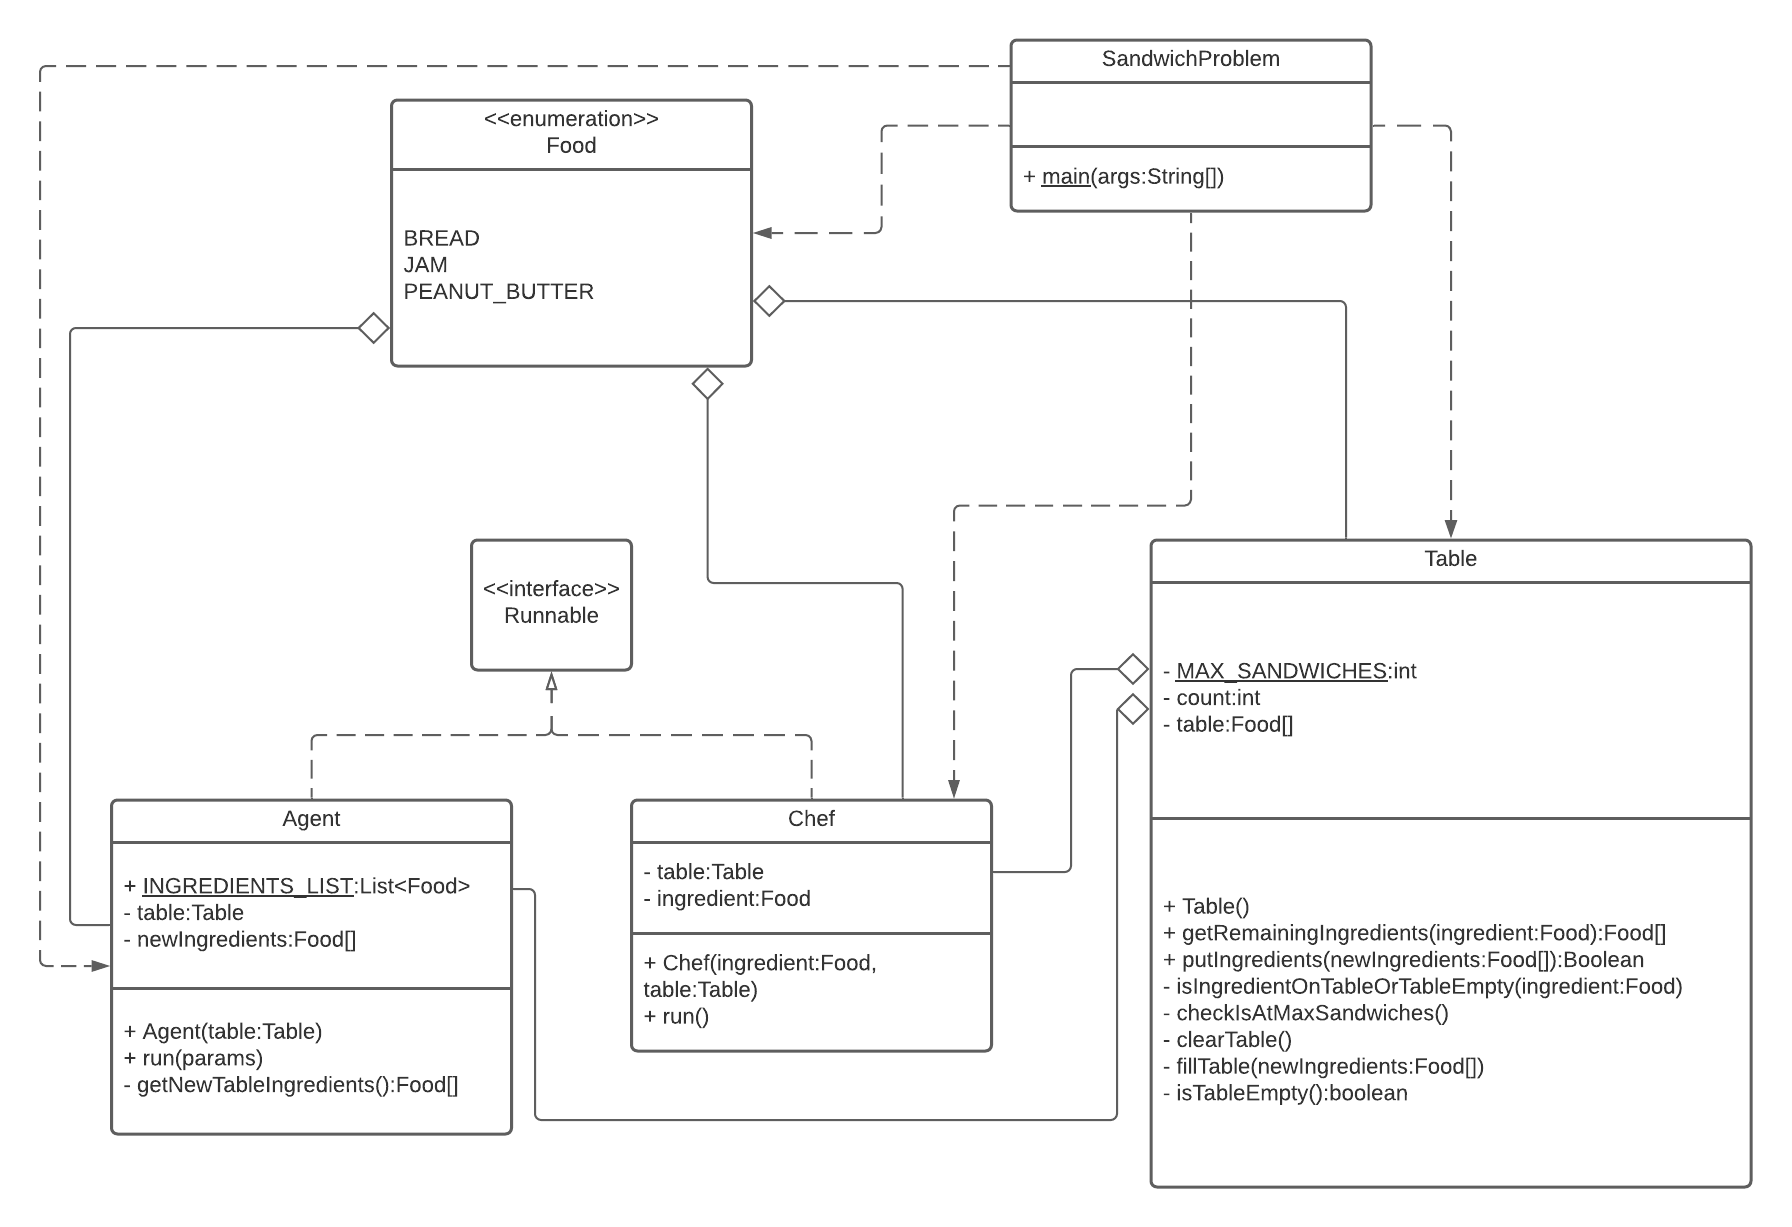 SandwichProblem
+ main(args:String[])
<<enumeration>>
Food
BREAD
JAM
PEANUT_BUTTER
<<interface>>
Runnable
Table
- MAX_SANDWICHES:int
- count:int
- table:Food[]
+ Table()
+ getRemainingIngredients(ingredient:Food):Food[]
+ putIngredients(newIngredients:Food[]):Boolean
- isIngredientOnTableOrTableEmpty(ingredient:Food)
- checkIsAtMaxSandwiches()
- clearTable()
- fillTable(newIngredients:Food[])
- isTableEmpty():boolean
Agent
+ INGREDIENTS_LIST:List<Food>
- table:Table
- newIngredients:Food[]
+ Agent(table:Table)
+ run(params)
- getNewTableIngredients():Food[]
Chef
- table:Table
- ingredient:Food
+ Chef(ingredient:Food,
table:Table)
+ run()